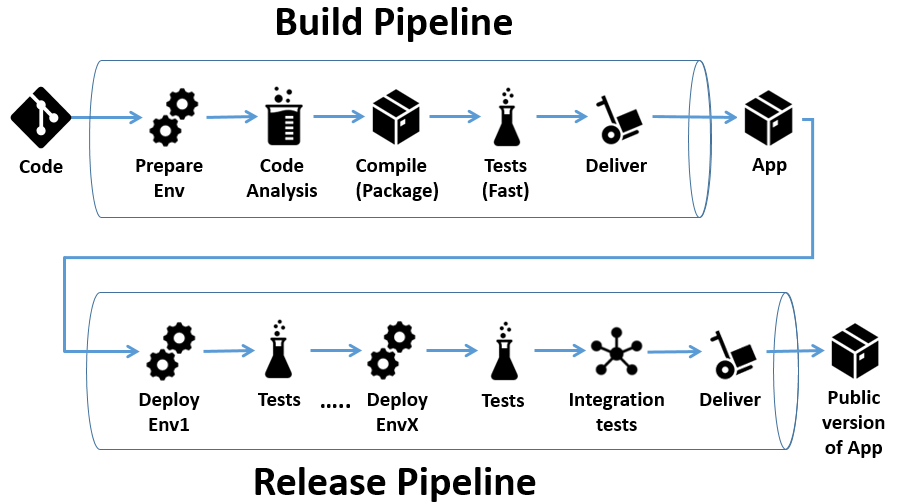 Build Pipeline
Code
Prepare
Env
Code
Analysis
Compile
(Package)
Tests
(Fast)
Deliver
App
Deploy
Env1
Tests
.....
Deploy
EnvX
Tests
Integration
tests
Deliver
Public
version
of App
Release Pipeline